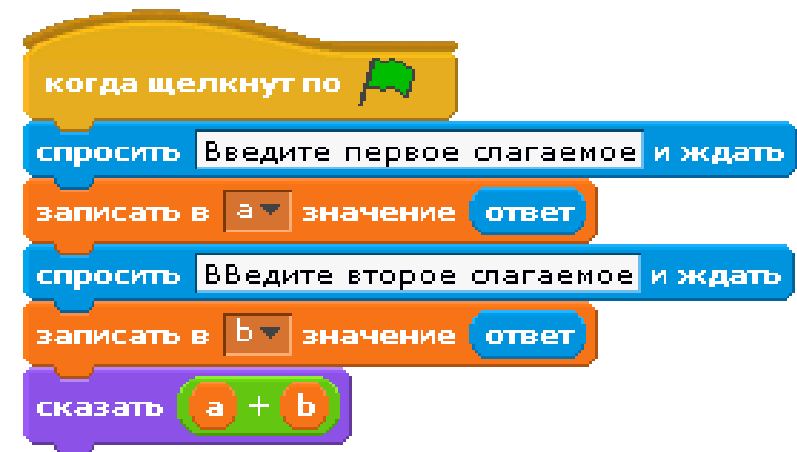 когда щелкнут по
спросить Введите первое слагаемое и ждать
записать в a значение ответ
спросить ВВедите второе слагаемое и ждать
записать в b значение ответ
сказать a + b